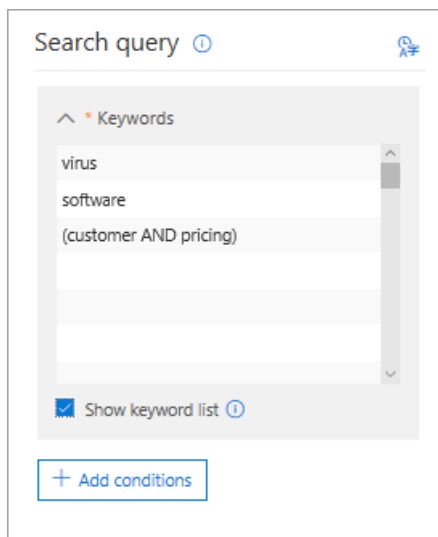 Search query
* Keywords
virus
software
(customer AND pricing)
Show keyword list
+ Add conditions